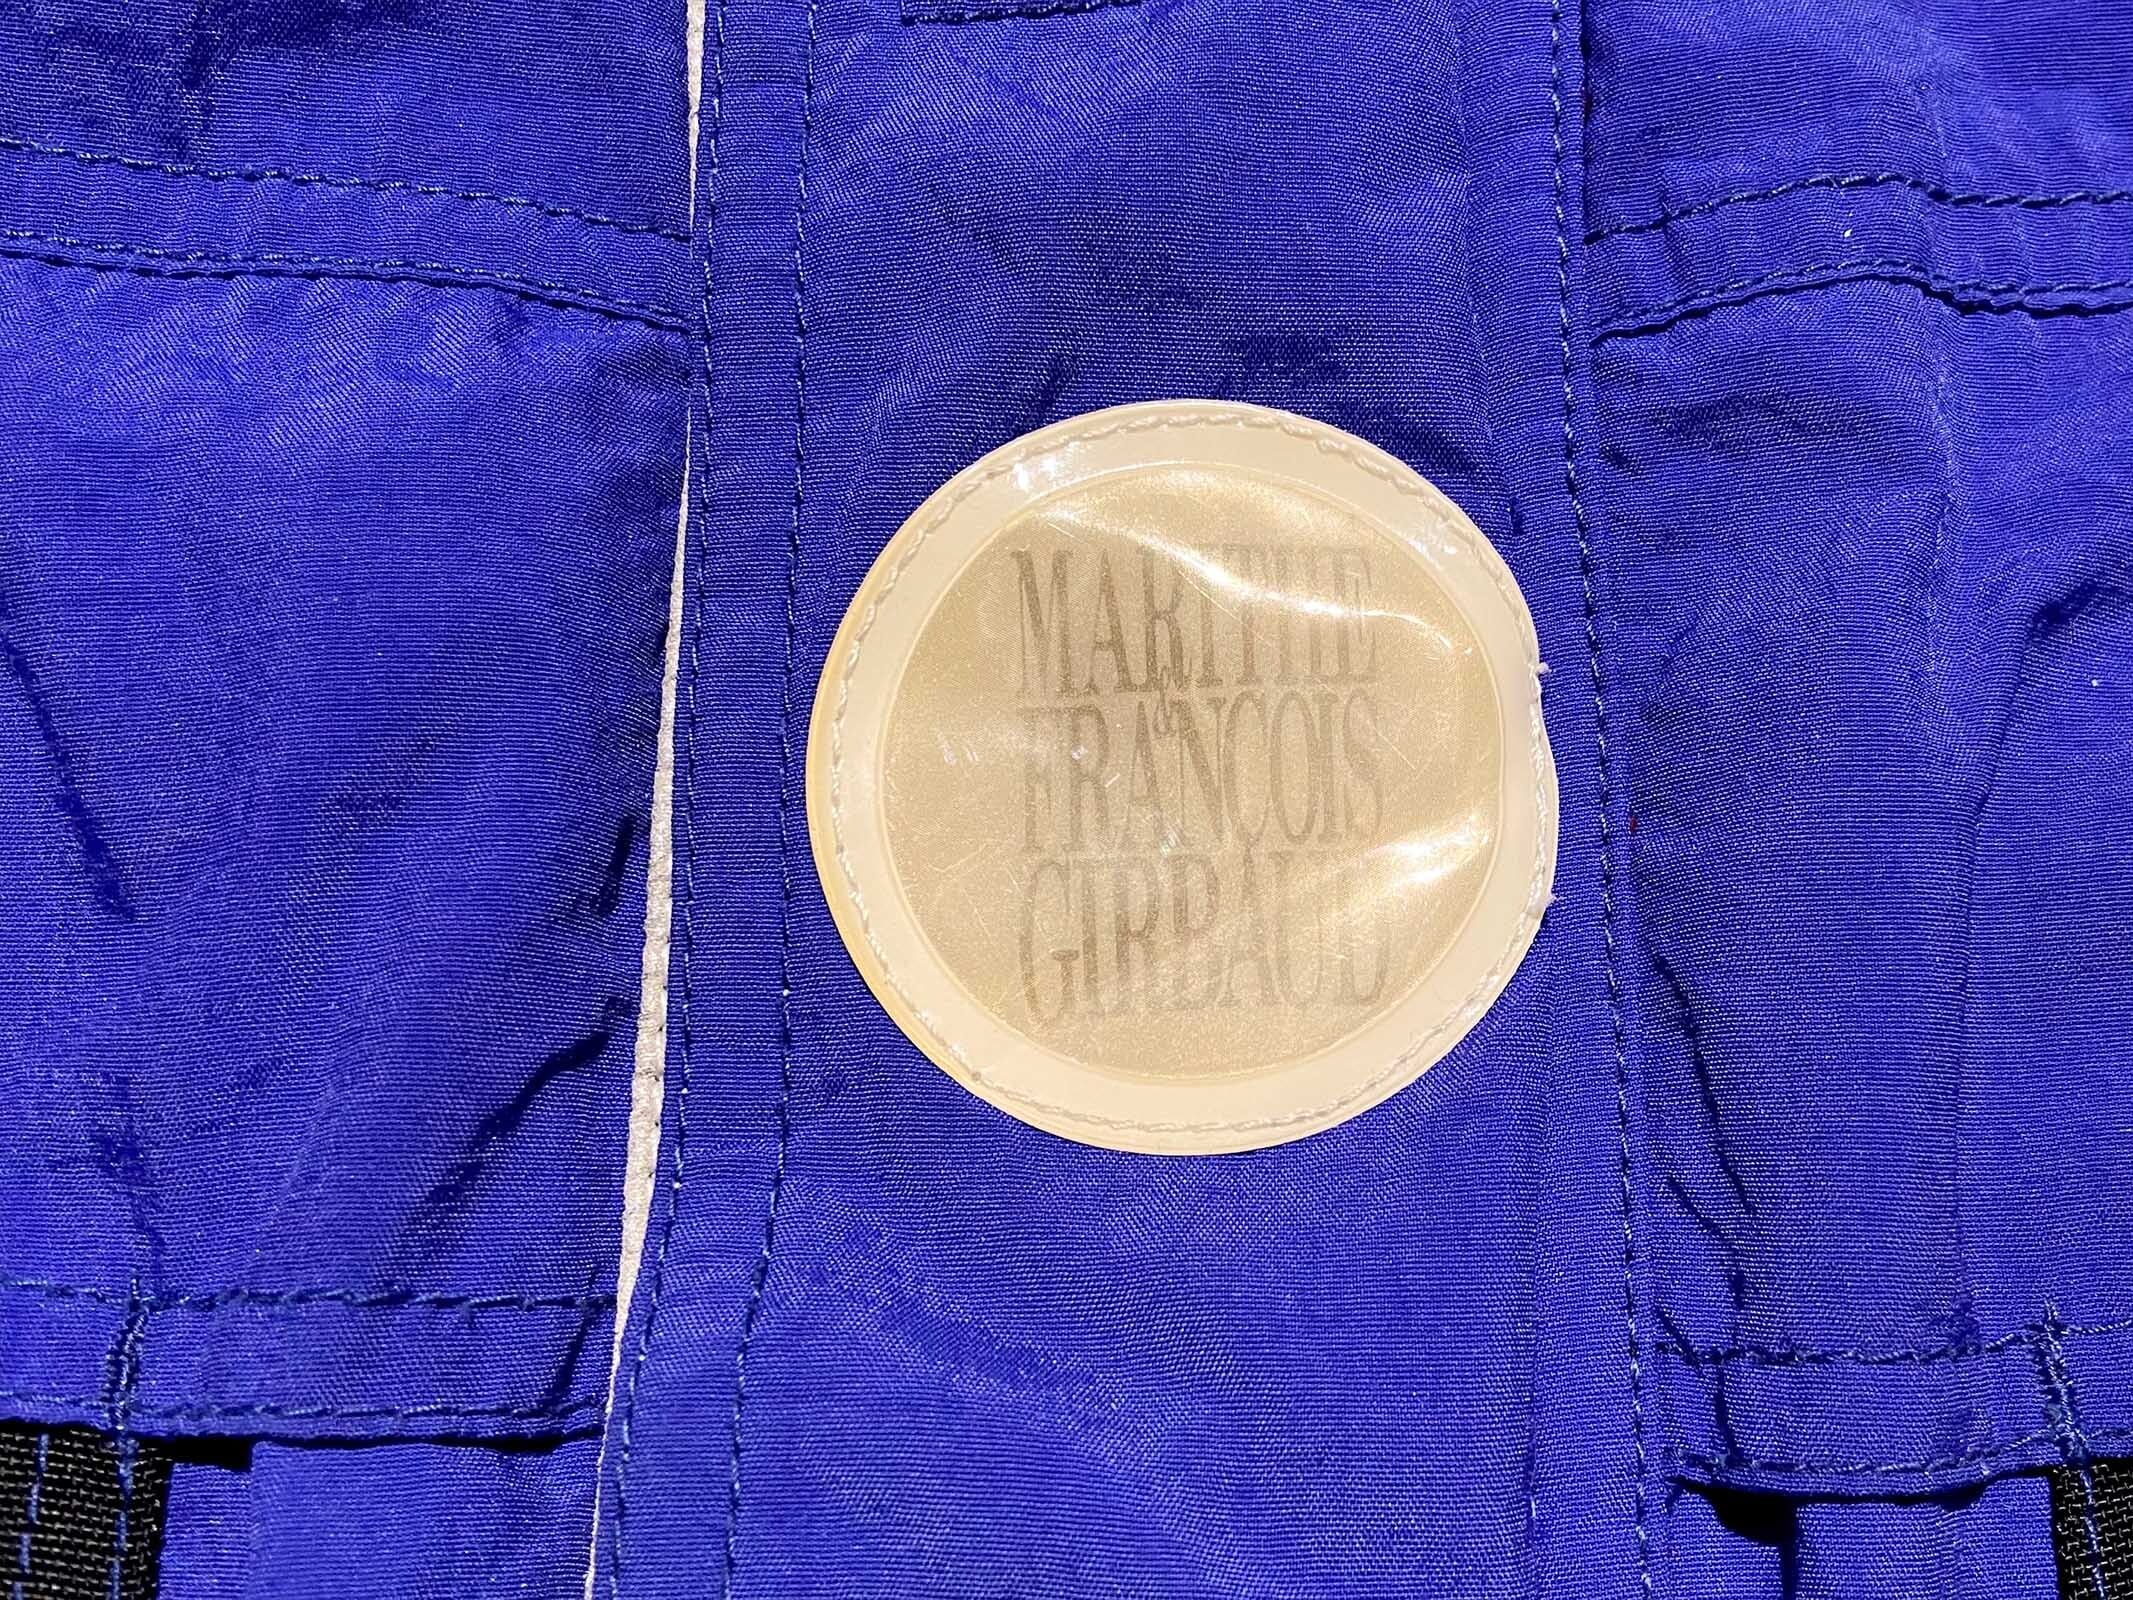 MARITHE
&
FRANÇOIS
GIRBAUD